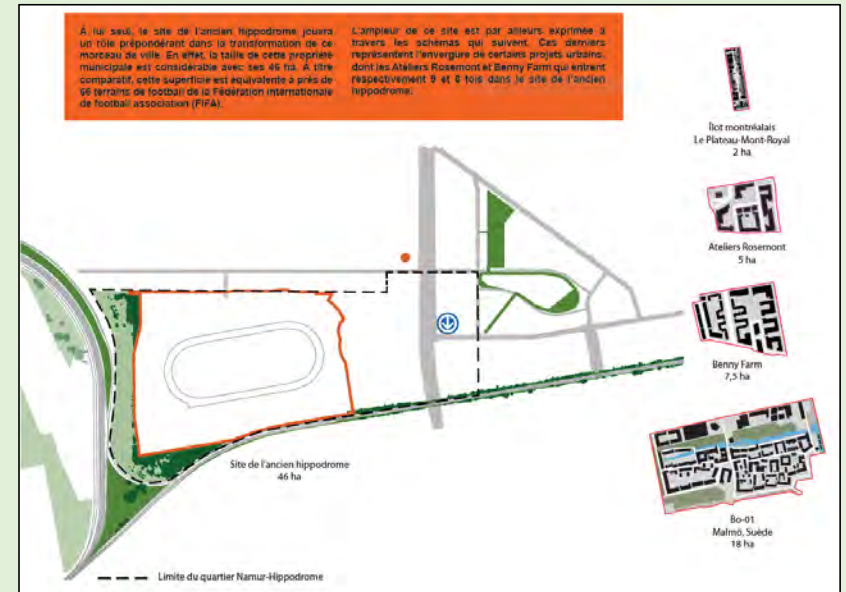 À lui seul, le site de l'ancien hippodrome jouera
un rôle prépondérant dans la transformation de ce
morceau de ville. En effet, la taille de cette propriété
municipale est considérable avec ses 46 ha. À titre
comparatif, cette superficie est équivalente à près de
66 terrains de football de la Fédération internationale
de football association (FIFA).
L'ampleur de ce site est par ailleurs exprimée à
travers les schémas qui suivent. Ces derniers
représentent l'envergure de certains projets urbains,
dont les Ateliers Rosemont et Benny Farm qui entrent
respectivement 9 et 6 fois dans le site de l'ancien
hippodrome.
Îlot montréalais
Le Plateau-Mont-Royal
2 ha
Ateliers Rosemont
5 ha
Benny Farm
7,5 ha
Bo-01
Malmö, Suède
18 ha
Site de l'ancien hippodrome
46 ha
Limite du quartier Namur-Hippodrome